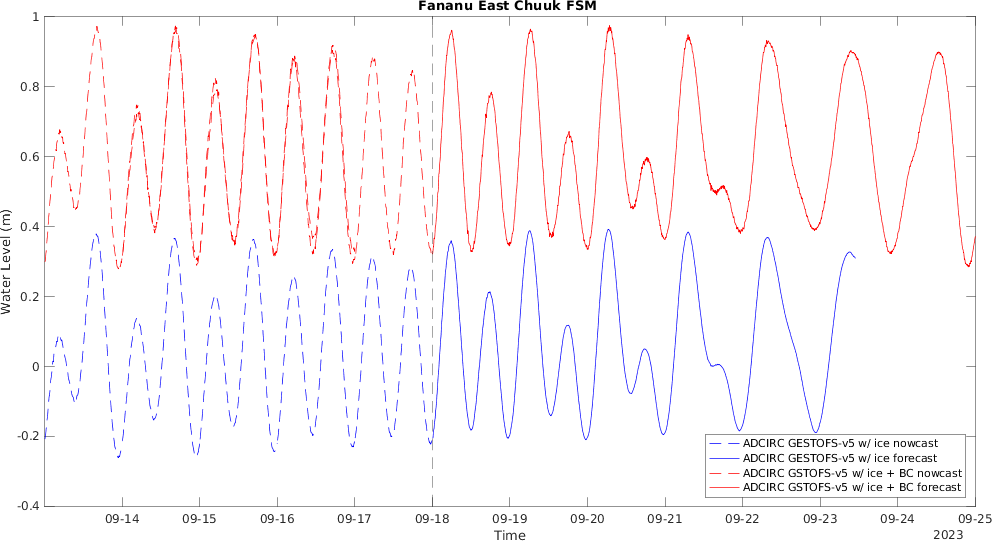 Fananu East Chuuk FSM
Water Level (m)
1
0.8
0.6
0.4
0.2
0
-0.2
-0.4
ADCIRC GESTOFS-v5 w/ ice nowcast
ADCIRC GESTOFS-v5 w/ ice forecast
ADCIRC GSTOFS-v5 w/ ice + BC nowcast
ADCIRC GSTOFS-v5 w/ ice + BC forecast
09-14 09-15 09-16 09-17 09-18 09-19 09-20 09-21 09-22 09-23 09-24 09-25
Time
2023